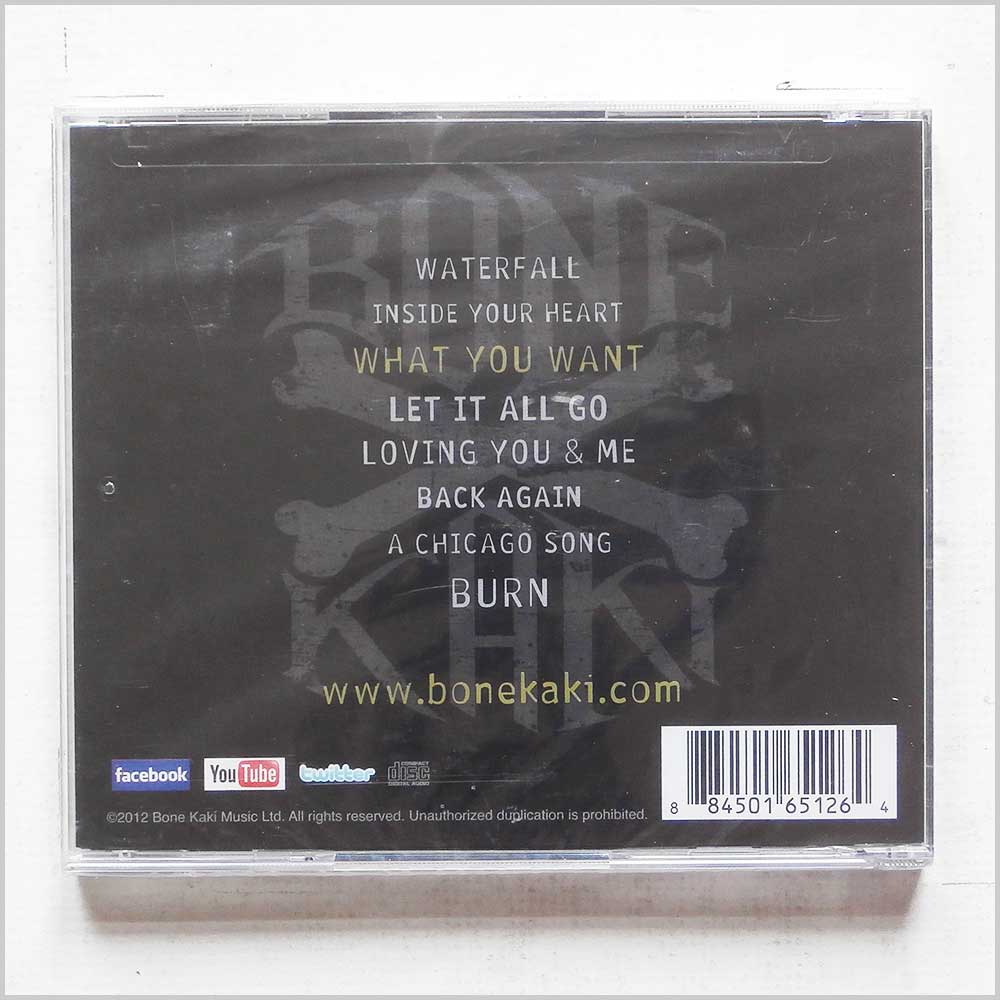 BONE
WATERFALL
INSIDE YOUR HEART
WHAT YOU WANT
LET IT ALL GO
LOVING YOU & ME
BACK AGAIN
A CHICAGO SONG
BURN
KAKI
www.bonekaki.com
facebook YouTube twitter COMPACT disc DIGITAL AUDIO
8 84501 65126 4
©2012 Bone Kaki Music Ltd. All rights reserved. Unauthorized duplication is prohibited.